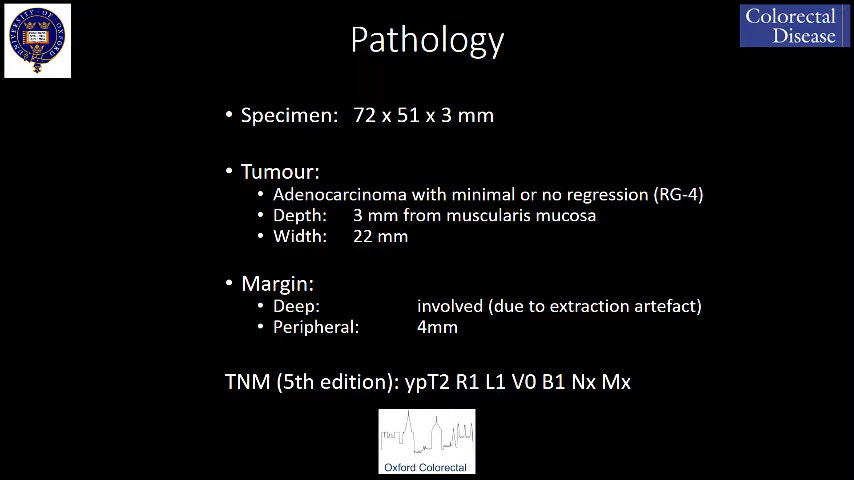 Pathology
Colorectal
Disease
• Specimen: 72 x 51 x 3 mm
• Tumour:
• Adenocarcinoma with minimal or no regression (RG-4)
• Depth: 3 mm from muscularis mucosa
• Width: 22 mm
• Margin:
• Deep: involved (due to extraction artefact)
• Peripheral: 4mm
TNM (5th edition): ypT2 R1 L1 V0 B1 Nx Mx
Oxford Colorectal